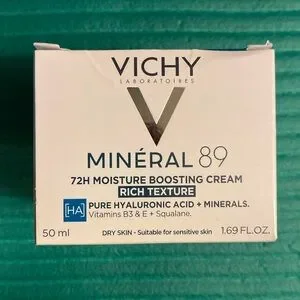 VICHY
LABORATOIRES
MINÉRAL 89
72H MOISTURE BOOSTING CREAM
RICH TEXTURE
[HA] PURE HYALURONIC ACID + MINERALS.
Vitamins B3 & E + Squalane.
DRY SKIN - Suitable for sensitive skin
50 ml 1.69 FL.OZ.